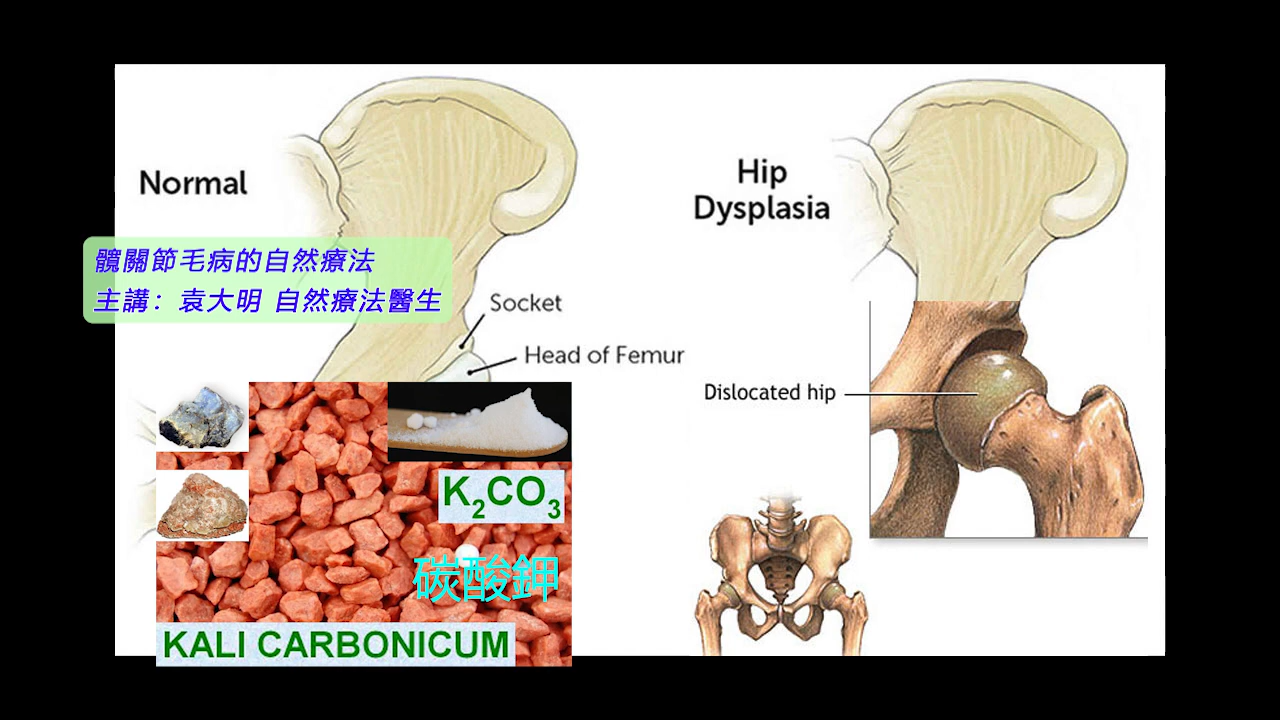 Normal
Hip
Dysplasia
髖關節毛病的自然療法
主講：袁大明 自然療法醫生
Socket
Head of Femur
Dislocated hip
K₂CO₃
碳酸鉀
KALI CARBONICUM